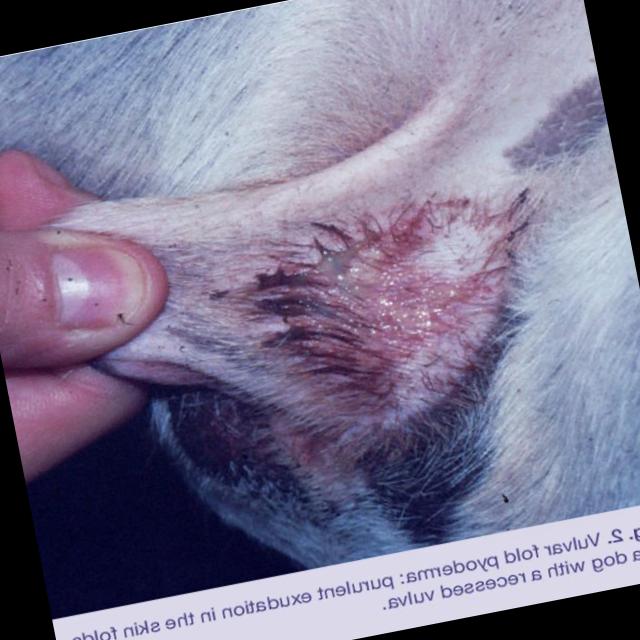 g. 2. Vulvar fold pyoderma: purulent exudation in the skin folds
a dog with a recessed vulva.